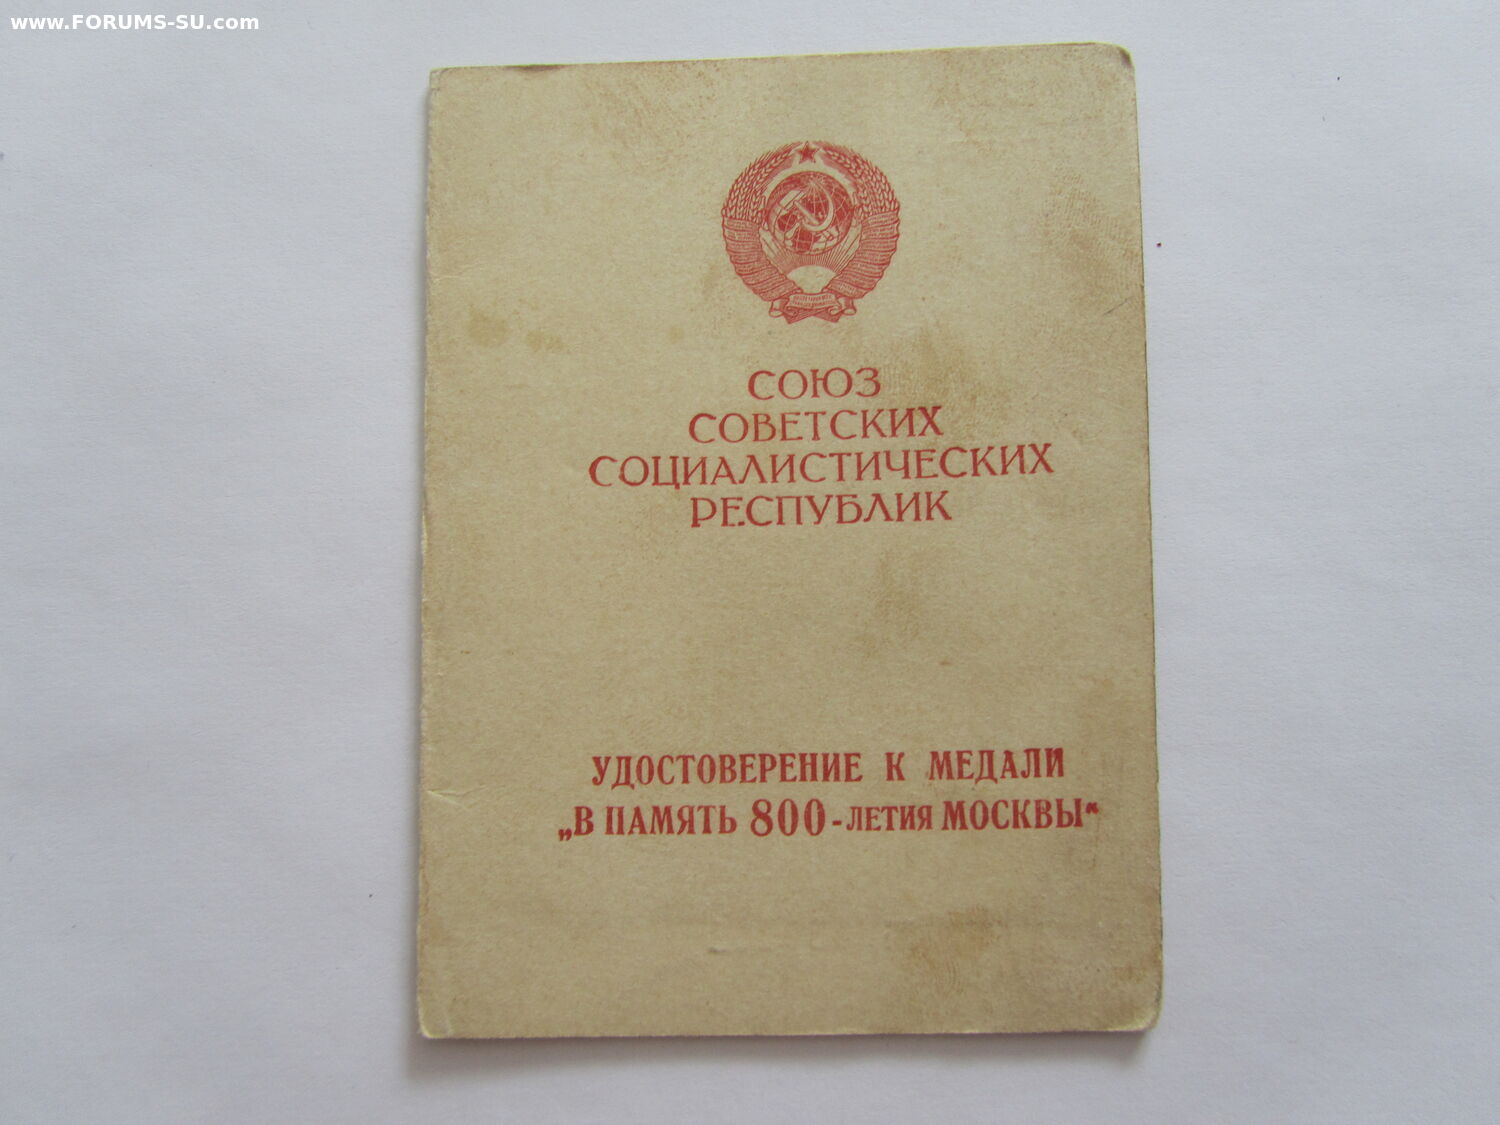 www.FORUMS-SU.com
СОЮЗ
СОВЕТСКИХ
СОЦИАЛИСТИЧЕСКИХ
РЕСПУБЛИК
УДОСТОВЕРЕНИЕ К МЕДАЛИ
„В ПАМЯТЬ 800-ЛЕТИЯ МОСКВЫ“